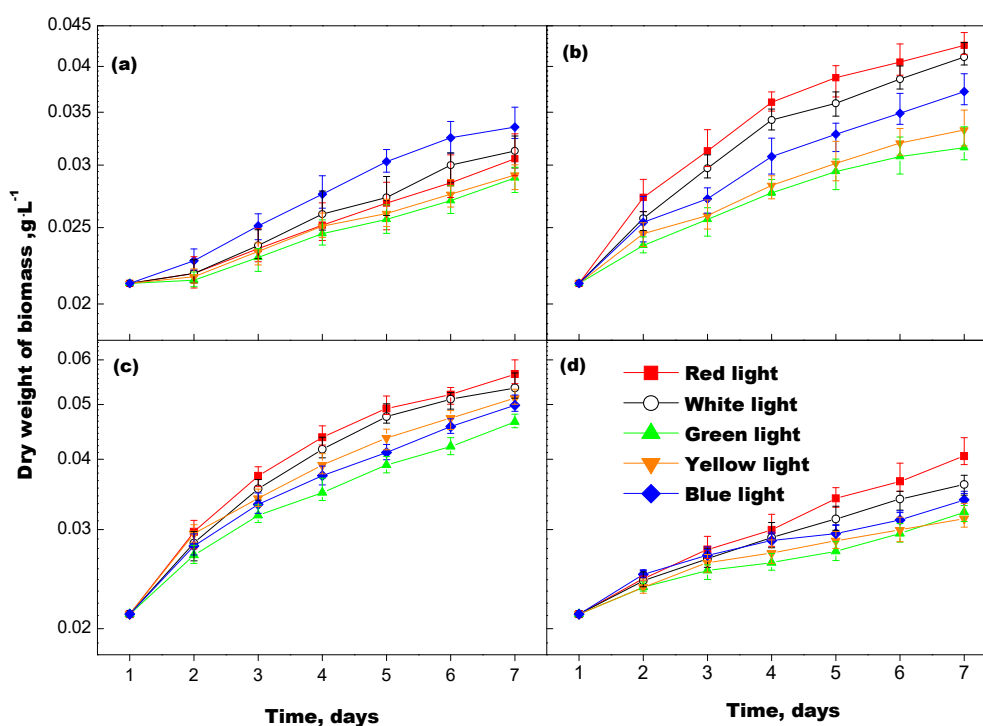 Dry weight of biomass ,g·L⁻¹
0.045
0.04
0.035
0.03
0.025
0.02
(a)
(b)
0.06
0.05
0.04
0.03
0.02
(c)
(d)
Red light
White light
Green light
Yellow light
Blue light
1 2 3 4 5 6 7
1 2 3 4 5 6 7
Time, days
Time, days